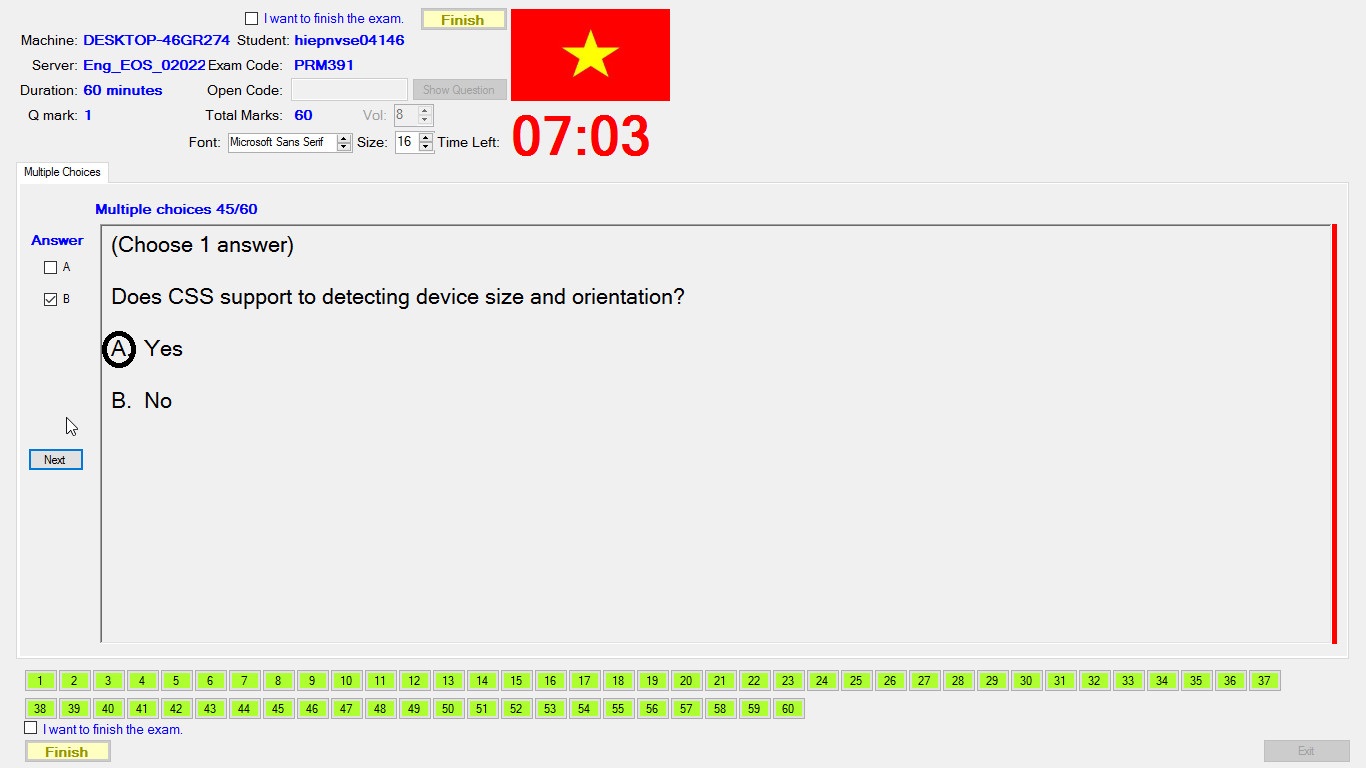 I want to finish the exam.
Finish
Machine: DESKTOP-46GR274 Student: hiepnvse04146
Server: Eng_EOS_02022 Exam Code: PRM391
Duration: 60 minutes Open Code: Show Question
Q mark: 1 Total Marks: 60 Vol: 8
Font: Microsoft Sans Serif Size: 16 Time Left: 07:03
Multiple Choices
Multiple choices 45/60
Answer
A
B
(Choose 1 answer)
Does CSS support to detecting device size and orientation?
A. Yes
B. No
Next
1 2 3 4 5 6 7 8 9 10 11 12 13 14 15 16 17 18 19 20 21 22 23 24 25 26 27 28 29 30 31 32 33 34 35 36 37
38 39 40 41 42 43 44 45 46 47 48 49 50 51 52 53 54 55 56 57 58 59 60
I want to finish the exam.
Finish
Exit